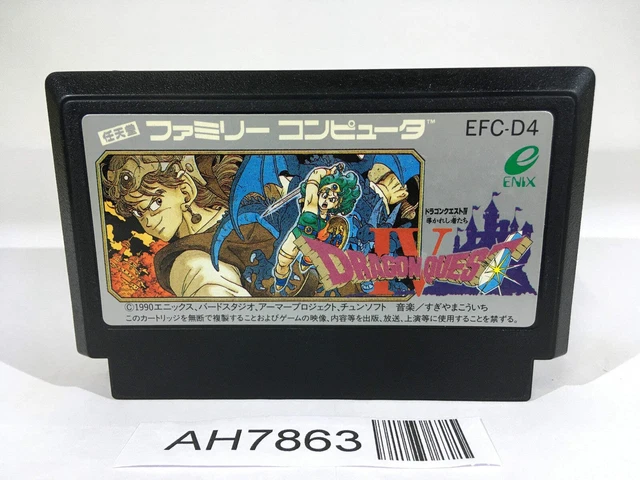 任天堂 ファミリー コンピュータ™ EFC-D4
ENIX
ドラゴンクエストⅣ
導かれし者たち
IV
DRAGON QUEST
©1990エニックス、バードスタジオ、アーマープロジェクト、チュンソフト 音楽/すぎやまこういち
このカートリッジを無断で複製することおよびゲームの映像、内容等を出版、放送、上演等に使用することを禁ずる。
AH7863